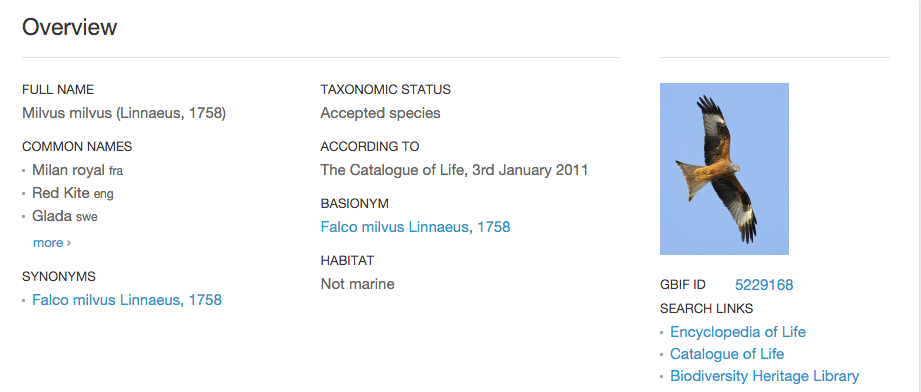 Overview
FULL NAME
Milvus milvus (Linnaeus, 1758)
COMMON NAMES
Milan royal fra
Red Kite eng
Glada swe
more ›
SYNONYMS
Falco milvus Linnaeus, 1758
TAXONOMIC STATUS
Accepted species
ACCORDING TO
The Catalogue of Life, 3rd January 2011
BASIONYM
Falco milvus Linnaeus, 1758
HABITAT
Not marine
GBIF ID 5229168
SEARCH LINKS
Encyclopedia of Life
Catalogue of Life
Biodiversity Heritage Library